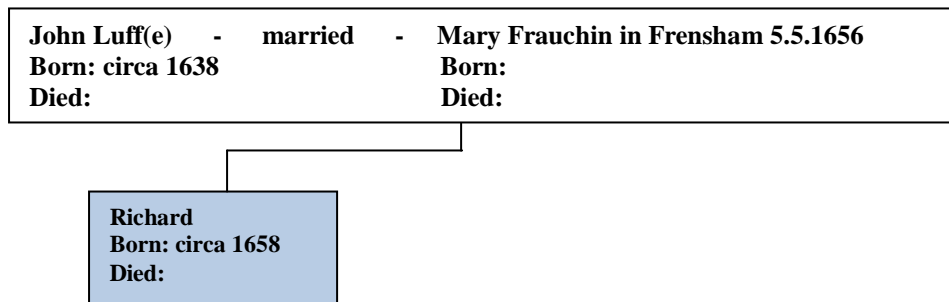 John Luff(e) - married - Mary Frauchin in Frensham 5.5.1656
Born: circa 1638 Born:
Died: Died:
Richard
Born: circa 1658
Died: